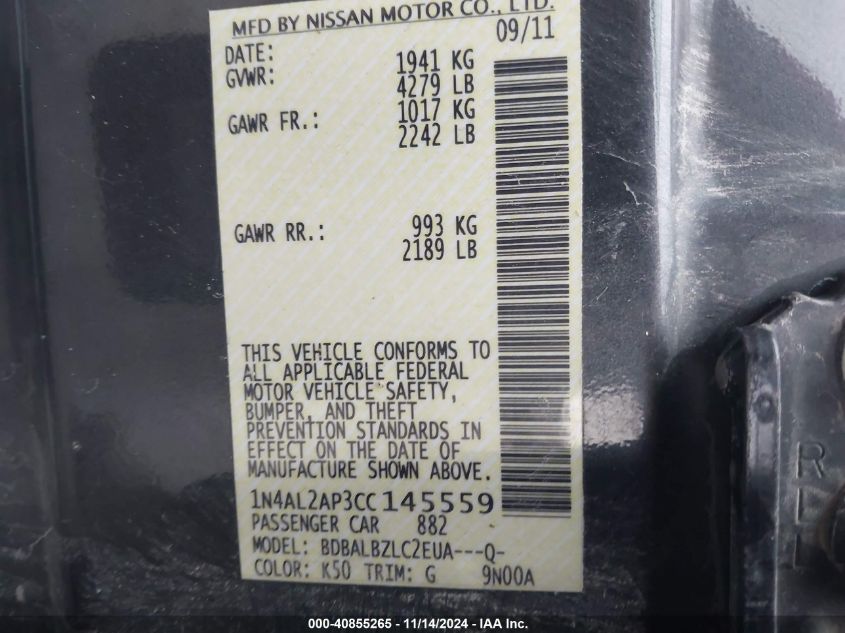 MFD BY NISSAN MOTOR CO., LTD.
DATE: 09/11
GVWR: 1941 KG
4279 LB
GAWR FR.: 1017 KG
2242 LB
GAWR RR.: 993 KG
2189 LB
THIS VEHICLE CONFORMS TO
ALL APPLICABLE FEDERAL
MOTOR VEHICLE SAFETY,
BUMPER, AND THEFT
PREVENTION STANDARDS IN
EFFECT ON THE DATE OF
MANUFACTURE SHOWN ABOVE.
1N4AL2AP3CC145559
PASSENGER CAR 882
MODEL: BDBALBZLC2EUA---Q-
COLOR: K50 TRIM: G 9N00A
000-40855265 - 11/14/2024 - IAA Inc.